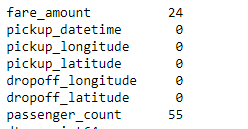 fare_amount 24
pickup_datetime 0
pickup_longitude 0
pickup_latitude 0
dropoff_longitude 0
dropoff_latitude 0
passenger_count 55